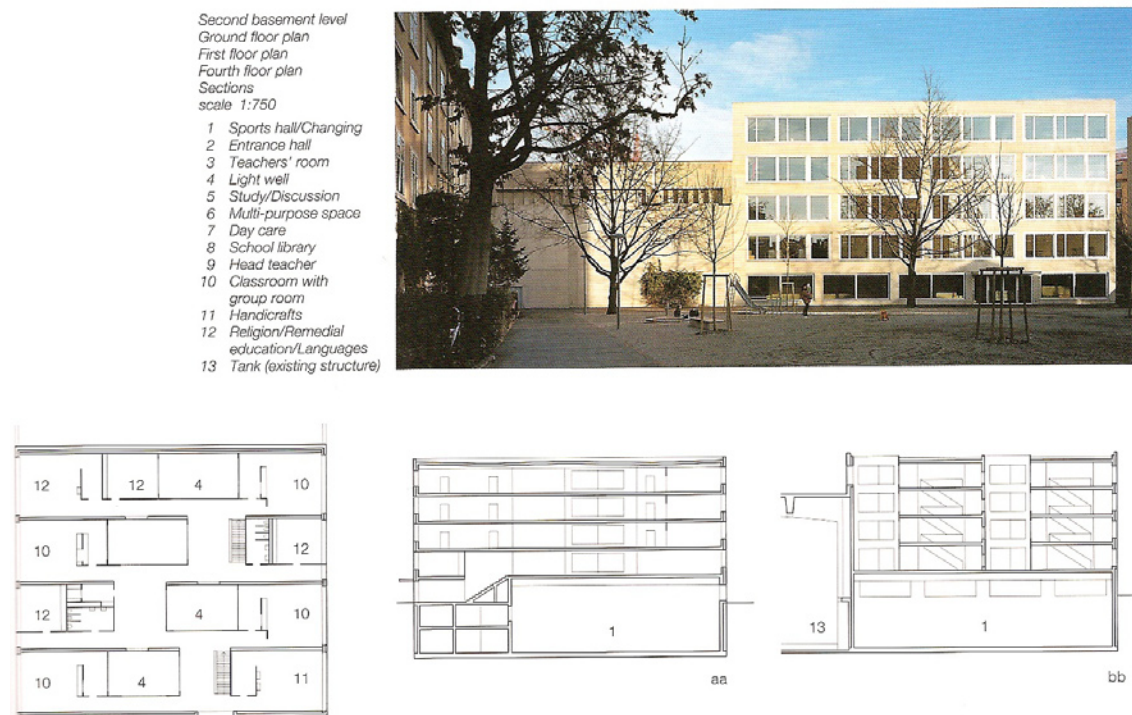 Second basement level
Ground floor plan
First floor plan
Fourth floor plan
Sections
scale 1:750
1 Sports hall/Changing
2 Entrance hall
3 Teachers' room
4 Light well
5 Study/Discussion
6 Multi-purpose space
7 Day care
8 School library
9 Head teacher
10 Classroom with
group room
11 Handicrafts
12 Religion/Remedial
education/Languages
13 Tank (existing structure)
12 12 4 10
10 12
12 4 10
10 4 11
1
aa
13 1
bb